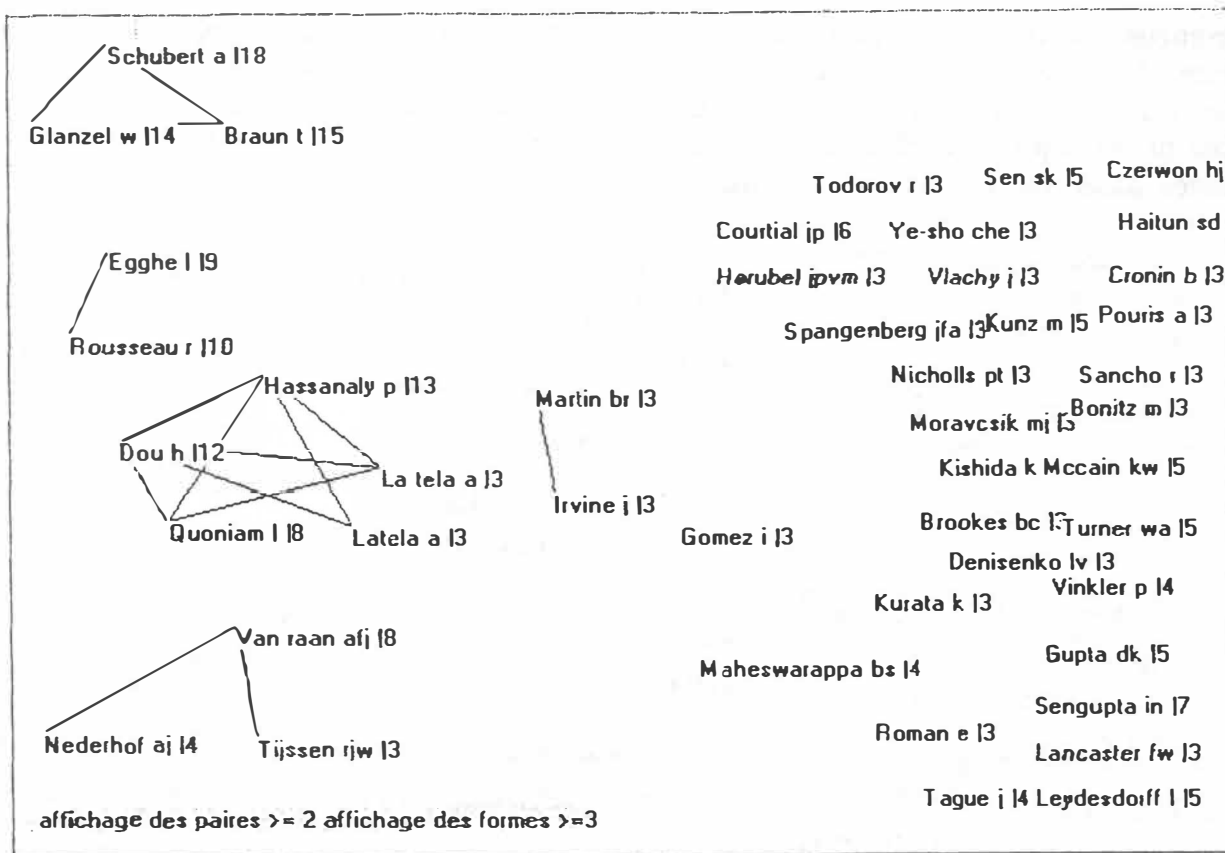 Schubert a |18
Glanzel w |14 Braun t |15
Todorov r |3 Sen sk |5 Czerwon hj
Courtial jp |6 Ye-sho che |3 Haitun sd
Egghe l |9
Herubel jpvm |3 Vlachy j |3 Cronin b |3
Spangenberg jfa |3 Kunz m |5 Pouris a |3
Rousseau r |10
Hassanaly p |13 Nicholls pt |3 Sancho r |3
Martin br |3 Bonitz m |3
Moravcsik mj
Dou h |12
La tela a |3 Kishida k Mccain kw |5
Irvine j |3
Quoniam l |8 Latela a |3 Gomez i |3 Brookes bc Turner wa |5
Denisenko lv |3
Vinkler p |4
Kurata k |3
Van raan afj |8
Gupta dk |5
Maheswarappa bs |4
Sengupta in |7
Nederhof aj |4 Tijssen rjw |3 Roman e |3
Lancaster fw |3
Tague j |4 Leydesdorff l |5
affichage des paires >= 2 affichage des formes >=3